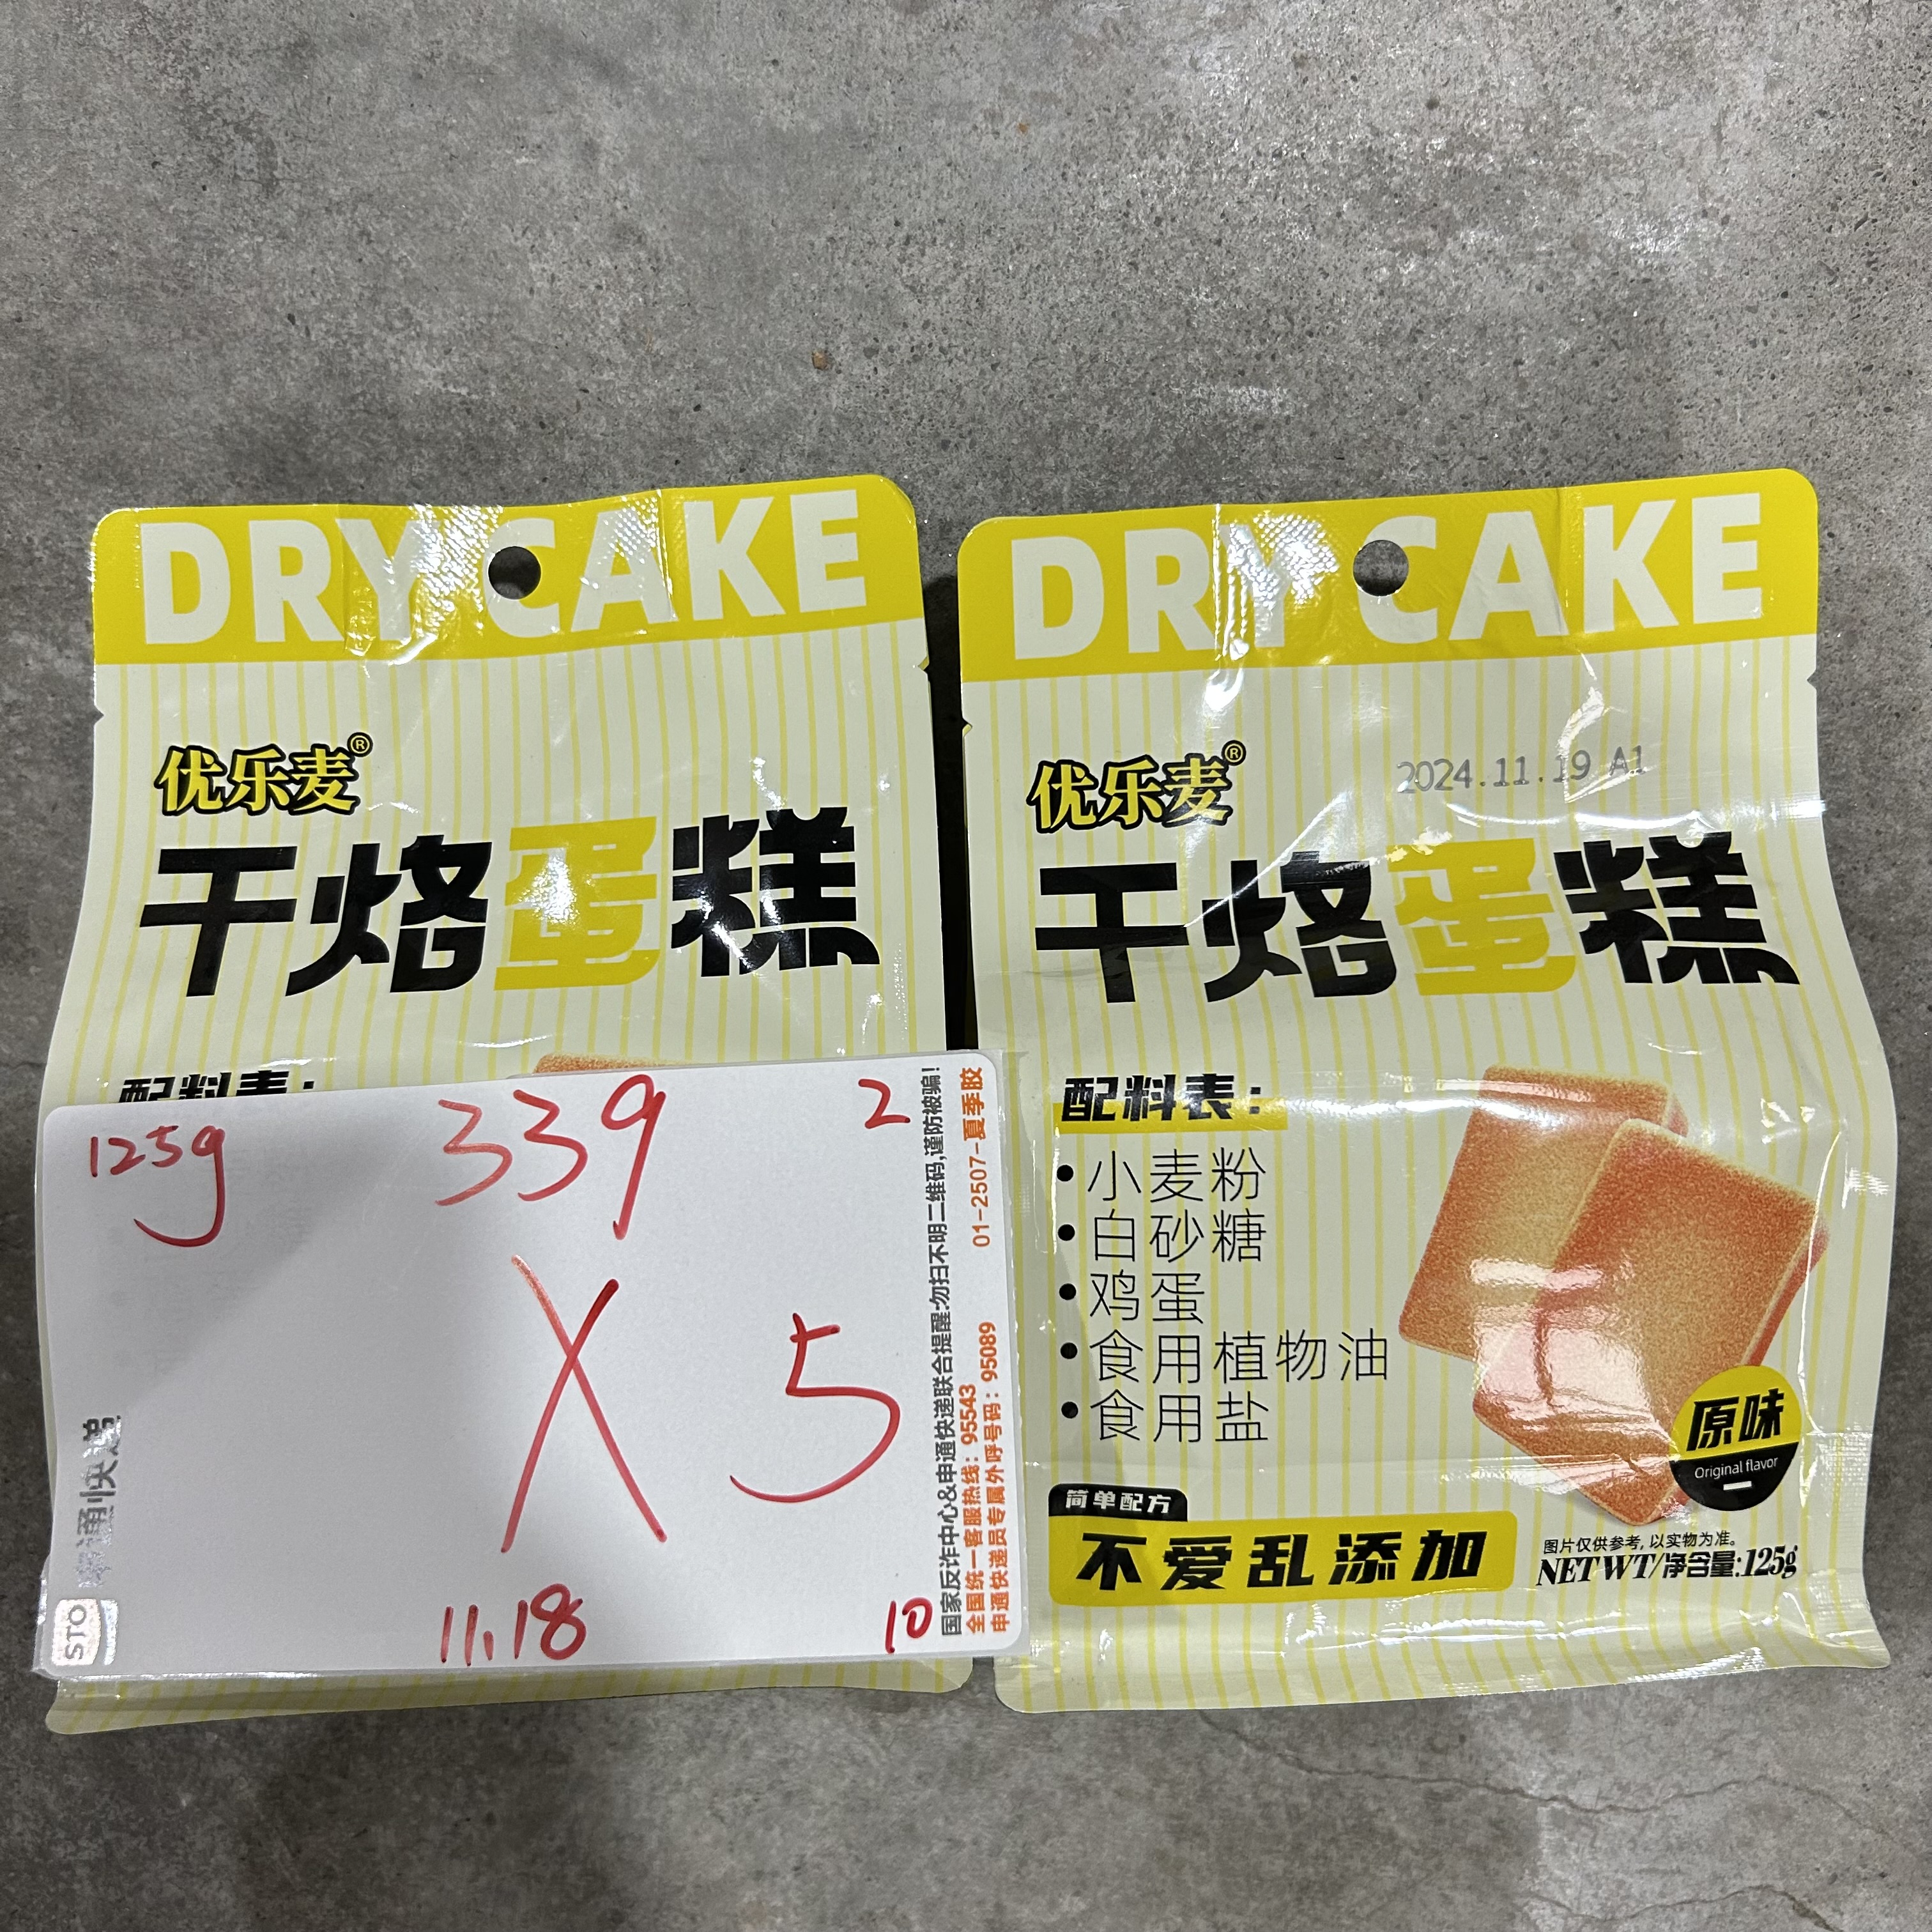 DRY CAKE
优乐麦®
干烙蛋糕
配料表:
125g
339
2
X
5
11.18
10
国家反诈中心&申通快递联合提醒:勿扫不明二维码,谨防被骗!
全国统一客服热线: 95543
申通快递员专属外呼号码: 95089
01-2507-夏季胶
STO
申通快递
DRY CAKE
优乐麦®
2024.11.19 A1
干烙蛋糕
配料表:
•小麦粉
•白砂糖
•鸡蛋
•食用植物油
•食用盐
原味
Original flavor
简单配方
不爱乱添加
图片仅供参考,以实物为准。
NET WT/净含量:125g